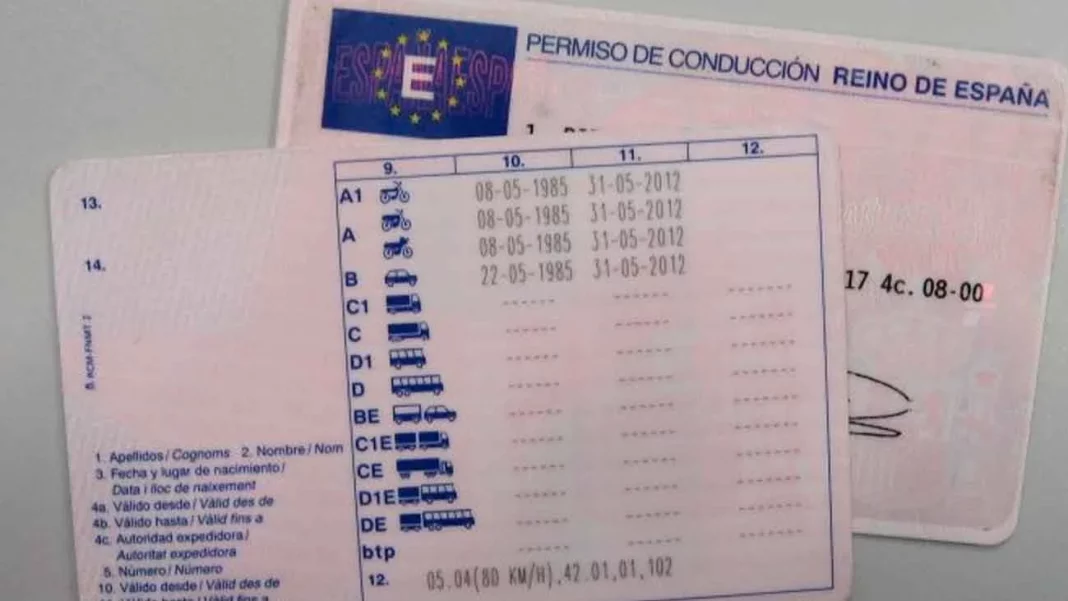 E
PERMISO DE CONDUCCIÓN REINO DE ESPAÑA
1.
17 4c. 08-00
13.
14.
9. 10. 11. 12.
A1 08-05-1985 31-05-2012
08-05-1985 31-05-2012
A 08-05-1985 31-05-2012
B 22-05-1985 31-05-2012
C1 ------ ------ ------
C ------ ------ ------
D1 ------ ------ ------
D ------ ------ ------
BE ------ ------ ------
C1E ------ ------ ------
CE ------ ------ ------
D1E ------ ------ ------
DE ------ ------ ------
btp ------ ------ ------
12. 05.04(80 KM/H),42.01,01,102
1. Apellidos / Cognoms 2. Nombre / Nom
3. Fecha y lugar de nacimiento /
Data i lloc de naixement
4a. Válido desde / Vàlid des de
4b. Válido hasta / Vàlid fins a
4c. Autoridad expedidora /
Autoritat expedidora
5. Número / Número
10. Válido desde / Vàlid des de